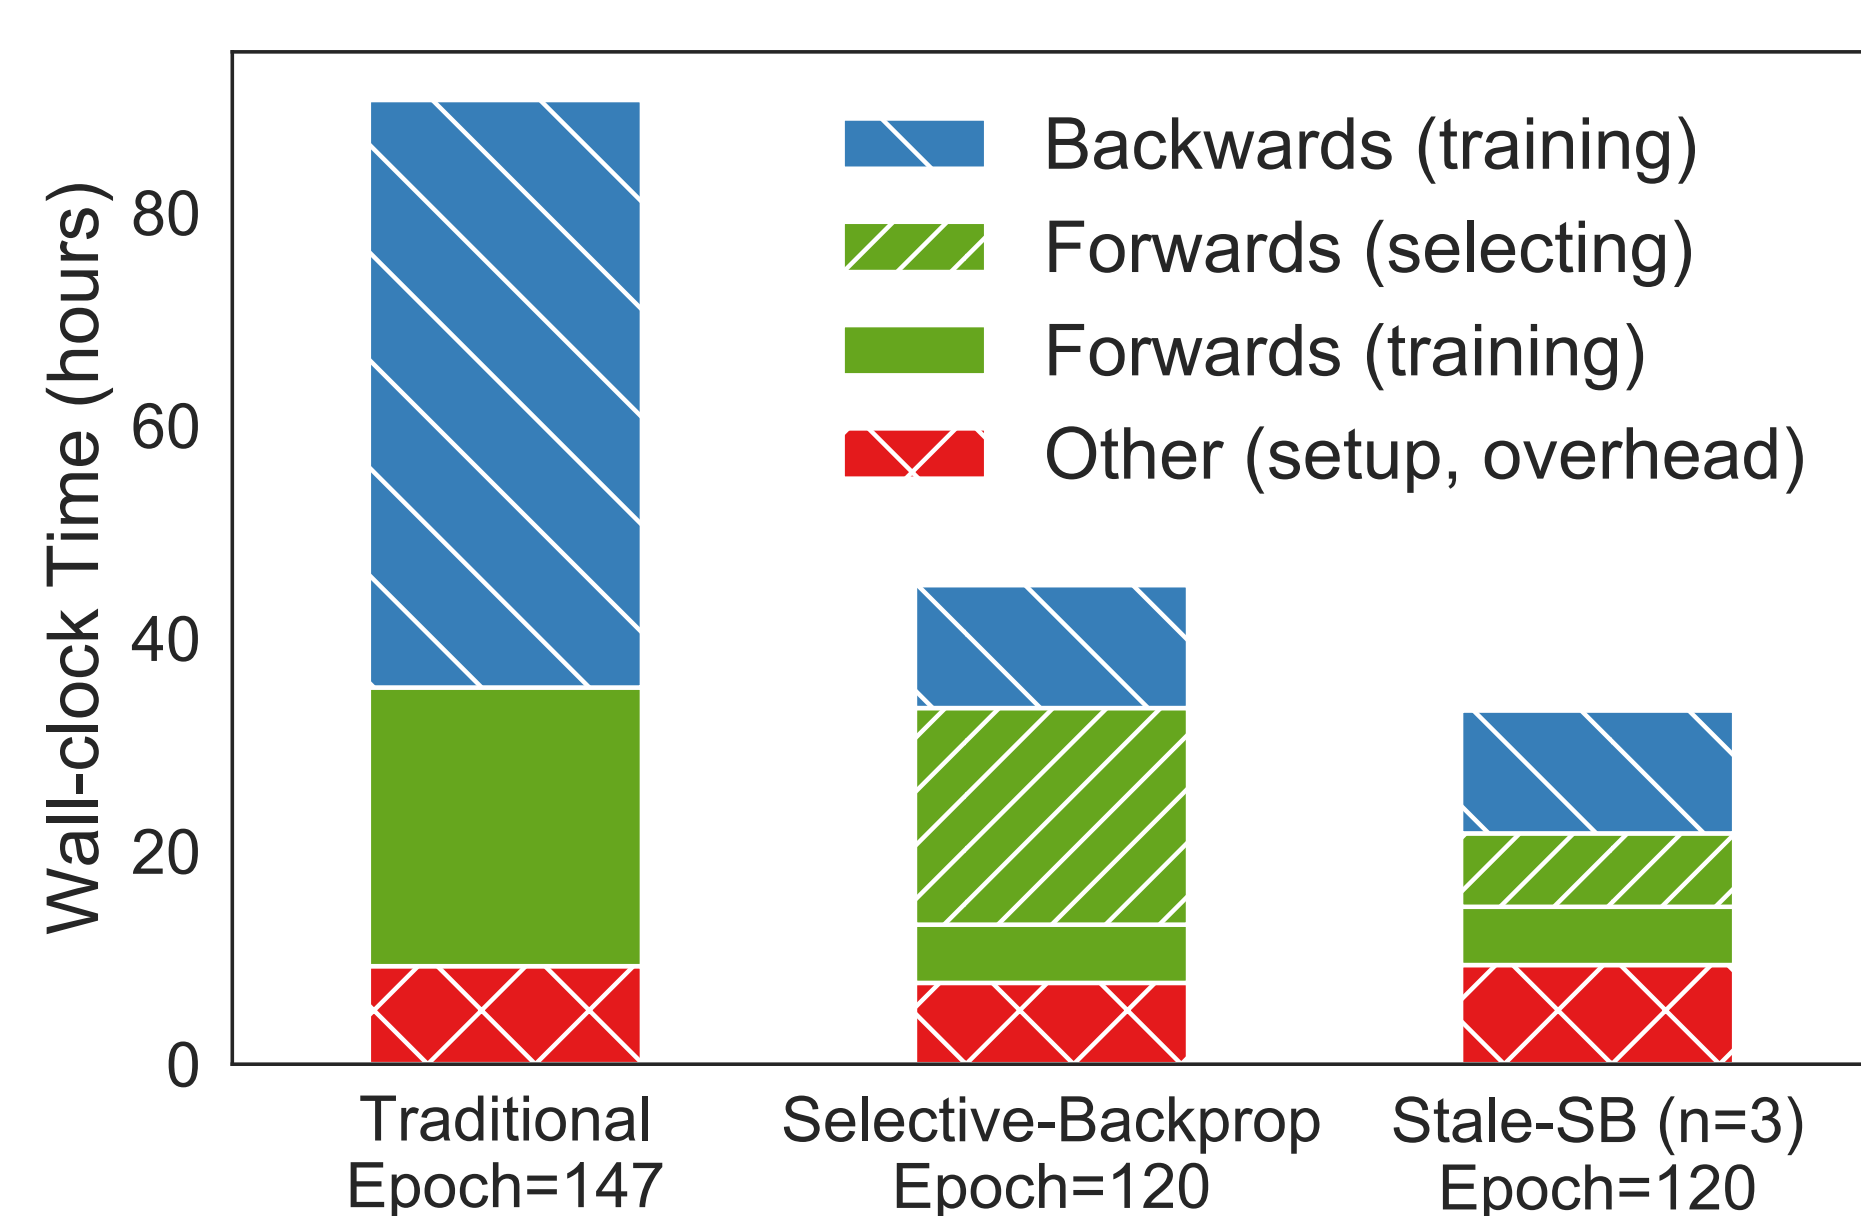 Wall-clock Time (hours)
80
60
40
20
0
Backwards (training)
Forwards (selecting)
Forwards (training)
Other (setup, overhead)
Traditional
Epoch=147
Selective-Backprop
Epoch=120
Stale-SB (n=3)
Epoch=120